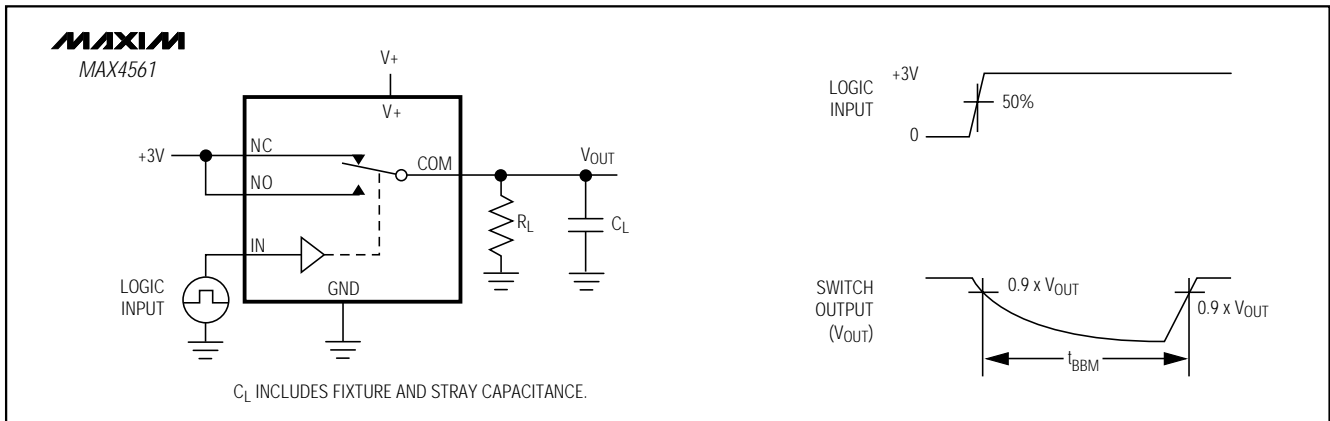 MAXIM
MAX4561
V+
V+
+3V
NC
NO
COM
VOUT
RL
CL
IN
GND
LOGIC
INPUT
CL INCLUDES FIXTURE AND STRAY CAPACITANCE.
LOGIC
INPUT
+3V
50%
0
SWITCH
OUTPUT
(VOUT)
0.9 x VOUT
0.9 x VOUT
tBBM